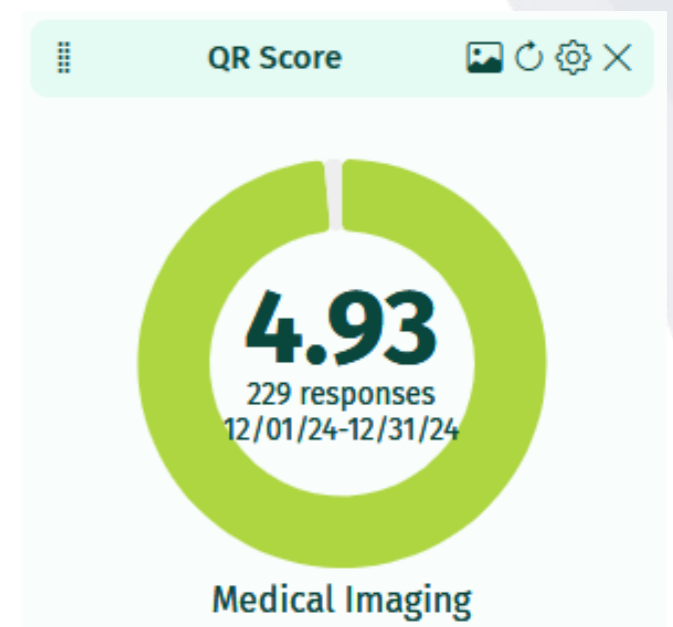 QR Score
4.93
229 responses
12/01/24-12/31/24
Medical Imaging